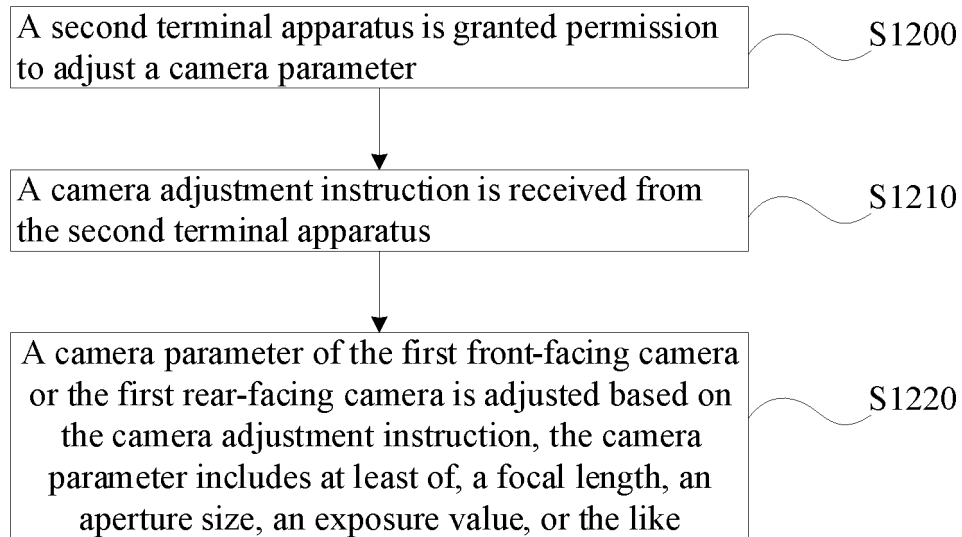 A second terminal apparatus is granted permission
to adjust a camera parameter
S1200
A camera adjustment instruction is received from
the second terminal apparatus
S1210
A camera parameter of the first front-facing camera
or the first rear-facing camera is adjusted based on
the camera adjustment instruction, the camera
parameter includes at least of, a focal length, an
aperture size, an exposure value, or the like
S1220